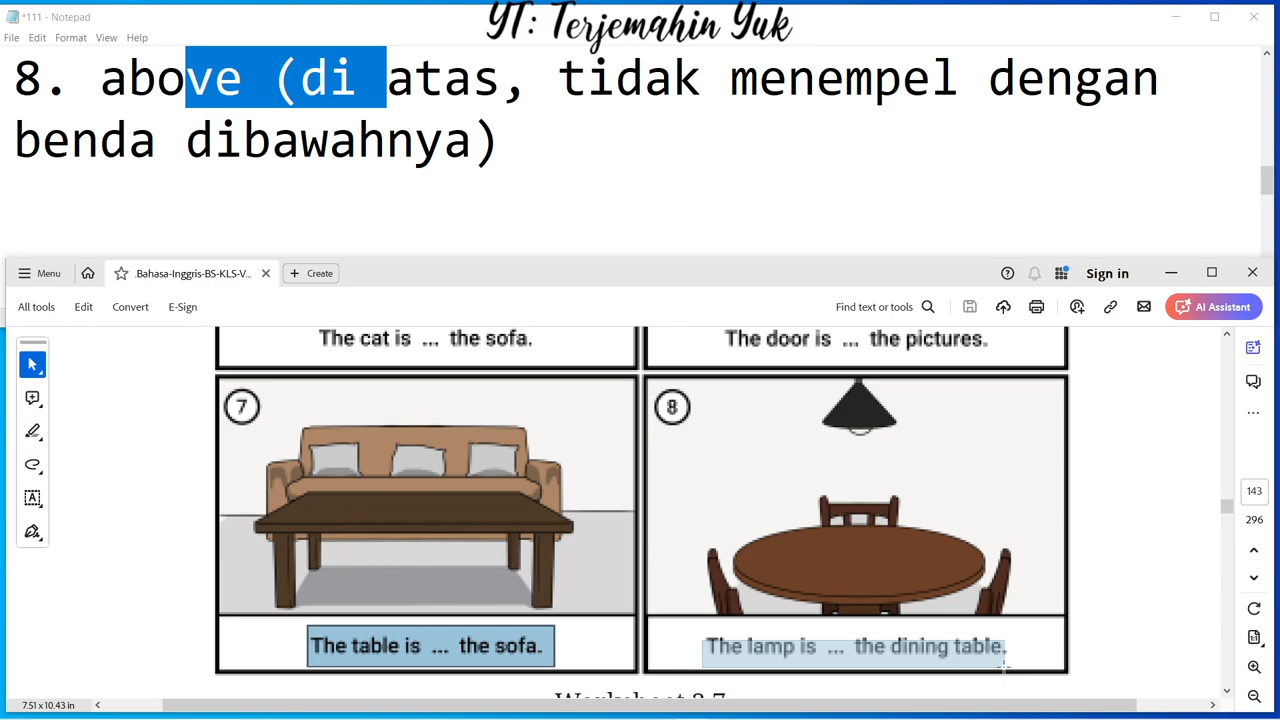 *111 - Notepad
YT: Terjemahin Yuk
File Edit Format View Help
8. above (di atas, tidak menempel dengan
benda dibawahnya)
Menu
.Bahasa-Inggris-BS-KLS-V...
Create
Sign in
All tools
Edit
Convert
E-Sign
Find text or tools
AI Assistant
The cat is ... the sofa.
The door is ... the pictures.
7
8
The table is ... the sofa.
The lamp is ... the dining table.
143
296
7.51 x 10.43 in